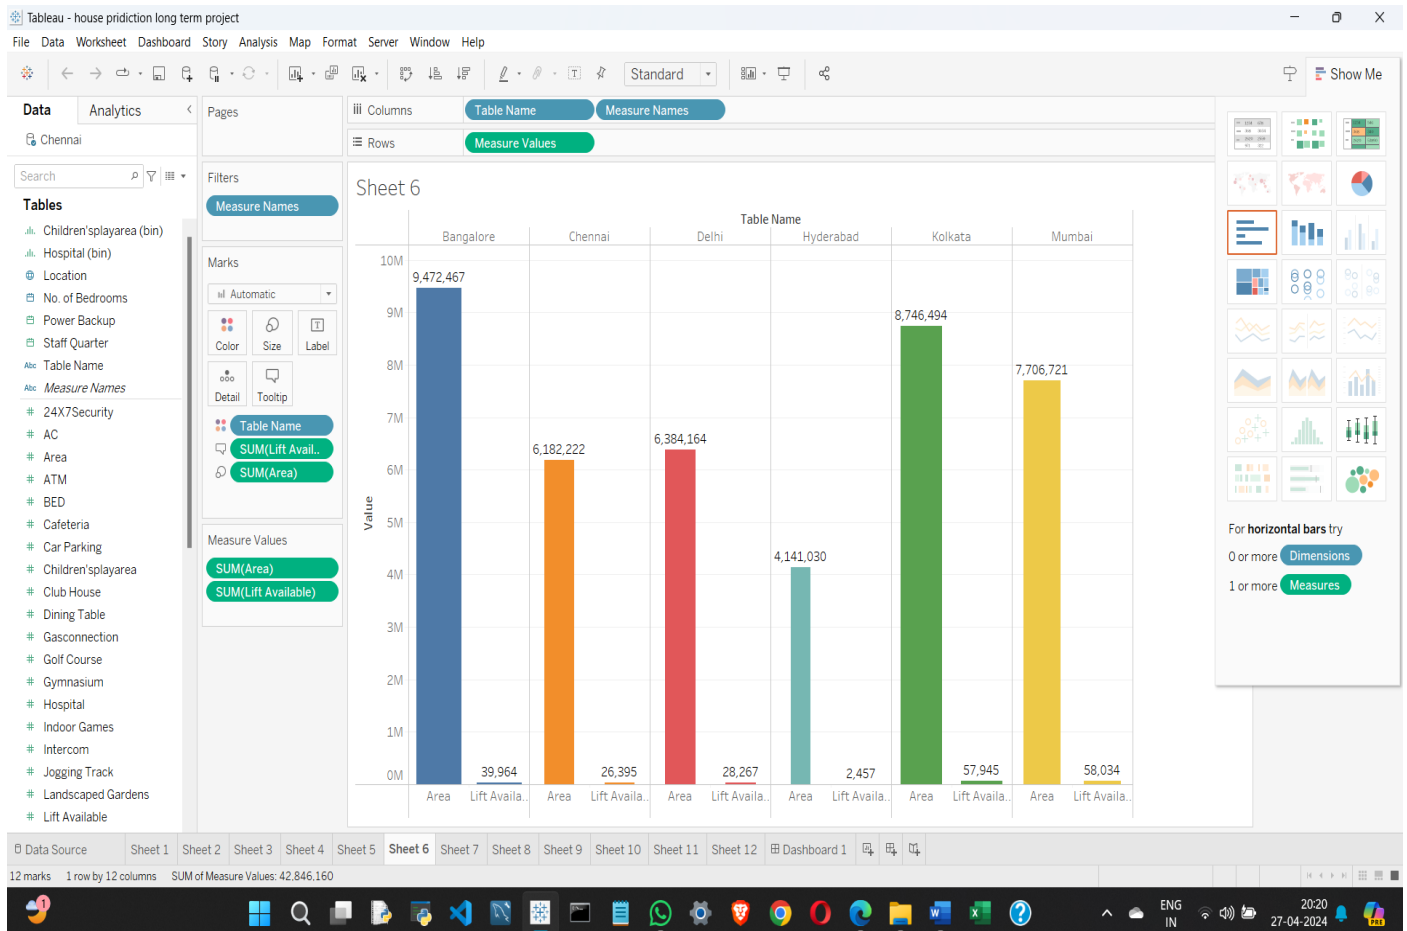 Tableau - house pridiction long term project
File Data Worksheet Dashboard Story Analysis Map Format Server Window Help
Standard
Show Me
Data Analytics
Chennai
Search
Tables
Children'splayarea (bin)
Hospital (bin)
Location
No. of Bedrooms
Power Backup
Staff Quarter
Abc Table Name
Abc Measure Names
# 24X7Security
# AC
# Area
# ATM
# BED
# Cafeteria
# Car Parking
# Children'splayarea
# Club House
# Dining Table
# Gasconnection
# Golf Course
# Gymnasium
# Hospital
# Indoor Games
# Intercom
# Jogging Track
# Landscaped Gardens
# Lift Available
Pages
Filters
Measure Names
Marks
Automatic
Color Size Label
Detail Tooltip
Table Name
SUM(Lift Avail..
SUM(Area)
Measure Values
SUM(Area)
SUM(Lift Available)
Columns Table Name Measure Names
Rows Measure Values
Sheet 6
Table Name
Bangalore Chennai Delhi Hyderabad Kolkata Mumbai
Value
10M
9M
8M
7M
6M
5M
4M
3M
2M
1M
0M
9,472,467
39,964
6,182,222
26,395
6,384,164
28,267
4,141,030
2,457
8,746,494
57,945
7,706,721
58,034
Area Lift Availa.. Area Lift Availa.. Area Lift Availa.. Area Lift Availa.. Area Lift Availa.. Area Lift Availa..
For horizontal bars try
0 or more Dimensions
1 or more Measures
Data Source Sheet 1 Sheet 2 Sheet 3 Sheet 4 Sheet 5 Sheet 6 Sheet 7 Sheet 8 Sheet 9 Sheet 10 Sheet 11 Sheet 12 Dashboard 1
12 marks 1 row by 12 columns SUM of Measure Values: 42,846,160
1
ENG
IN
20:20
27-04-2024
PRE